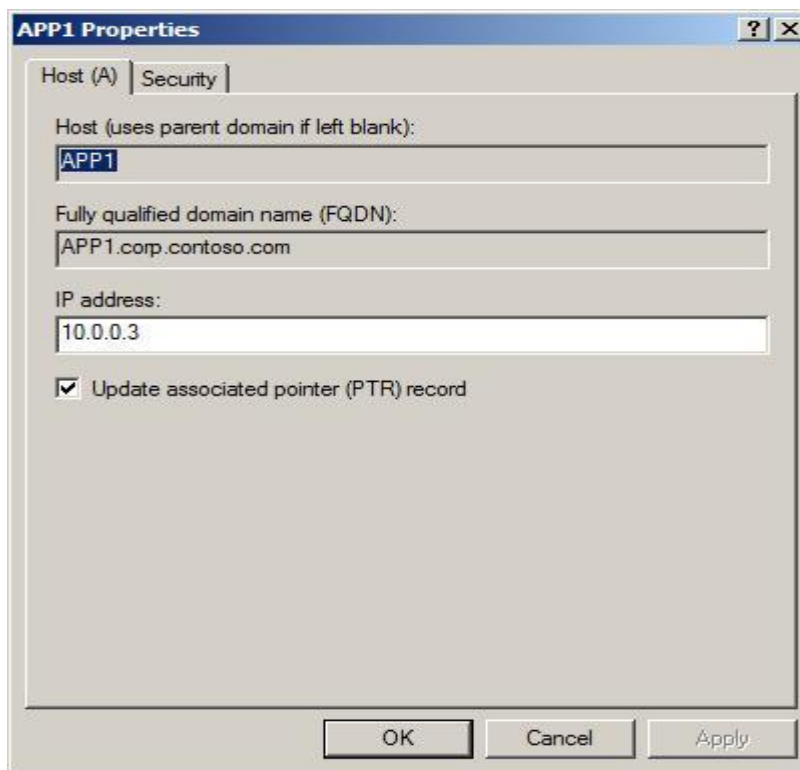 APP1 Properties
Host (A) Security
Host (uses parent domain if left blank):
APP1
Fully qualified domain name (FQDN):
APP1.corp.contoso.com
IP address:
10.0.0.3
Update associated pointer (PTR) record
OK Cancel Apply